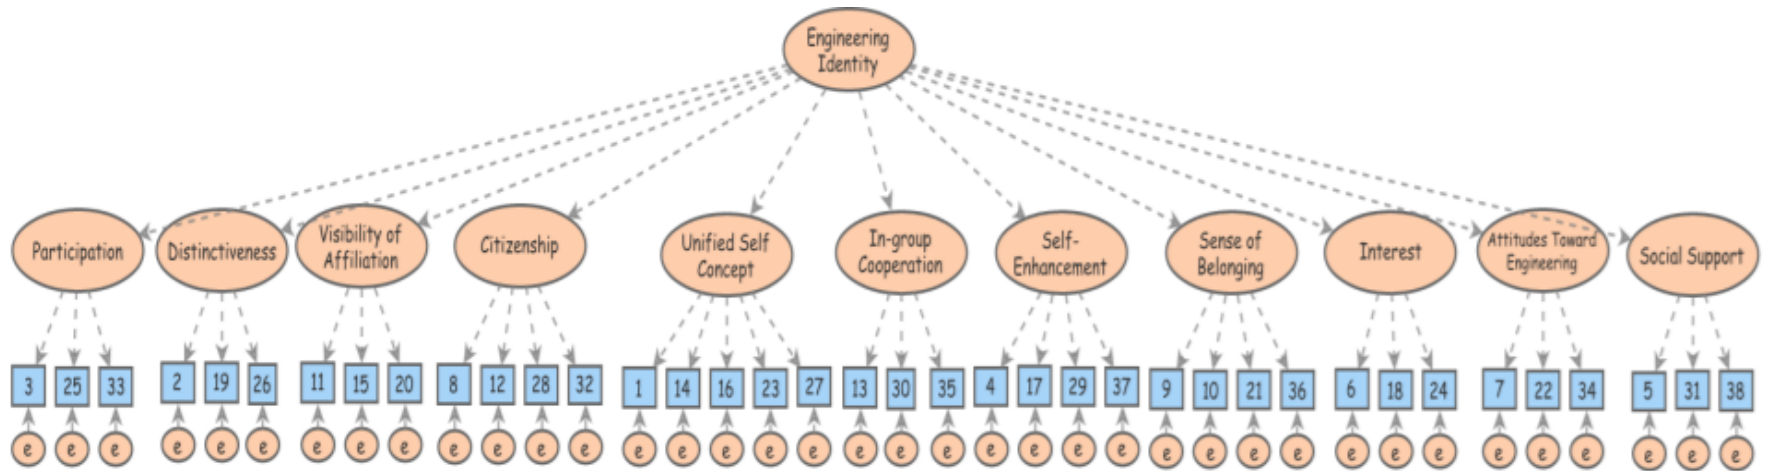 Engineering
Identity
Participation
Distinctiveness
Visibility of
Affiliation
Citizenship
Unified Self
Concept
In-group
Cooperation
Self-
Enhancement
Sense of
Belonging
Interest
Attitudes Toward
Engineering
Social Support
3 25 33 2 19 26 11 15 20 8 12 28 32 1 14 16 23 27 13 30 35 4 17 29 37 9 10 21 36 6 18 24 7 22 34 5 31 38
e e e e e e e e e e e e e e e e e e e e e e e e e e e e e e e e e e e e e e